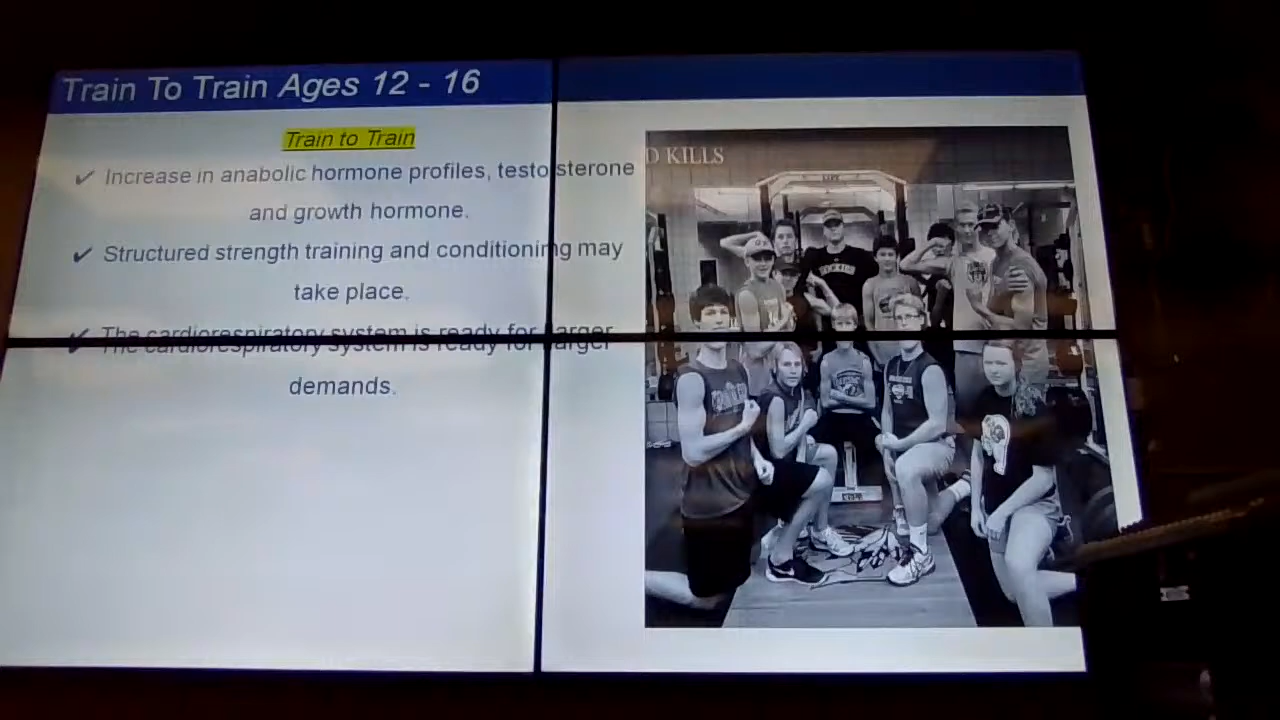 Train To Train Ages 12 - 16
Train to Train
✔ Increase in anabolic hormone profiles, testosterone
and growth hormone.
✔ Structured strength training and conditioning may
take place.
✔ The cardiorespiratory system is ready for larger
demands.
D KILLS